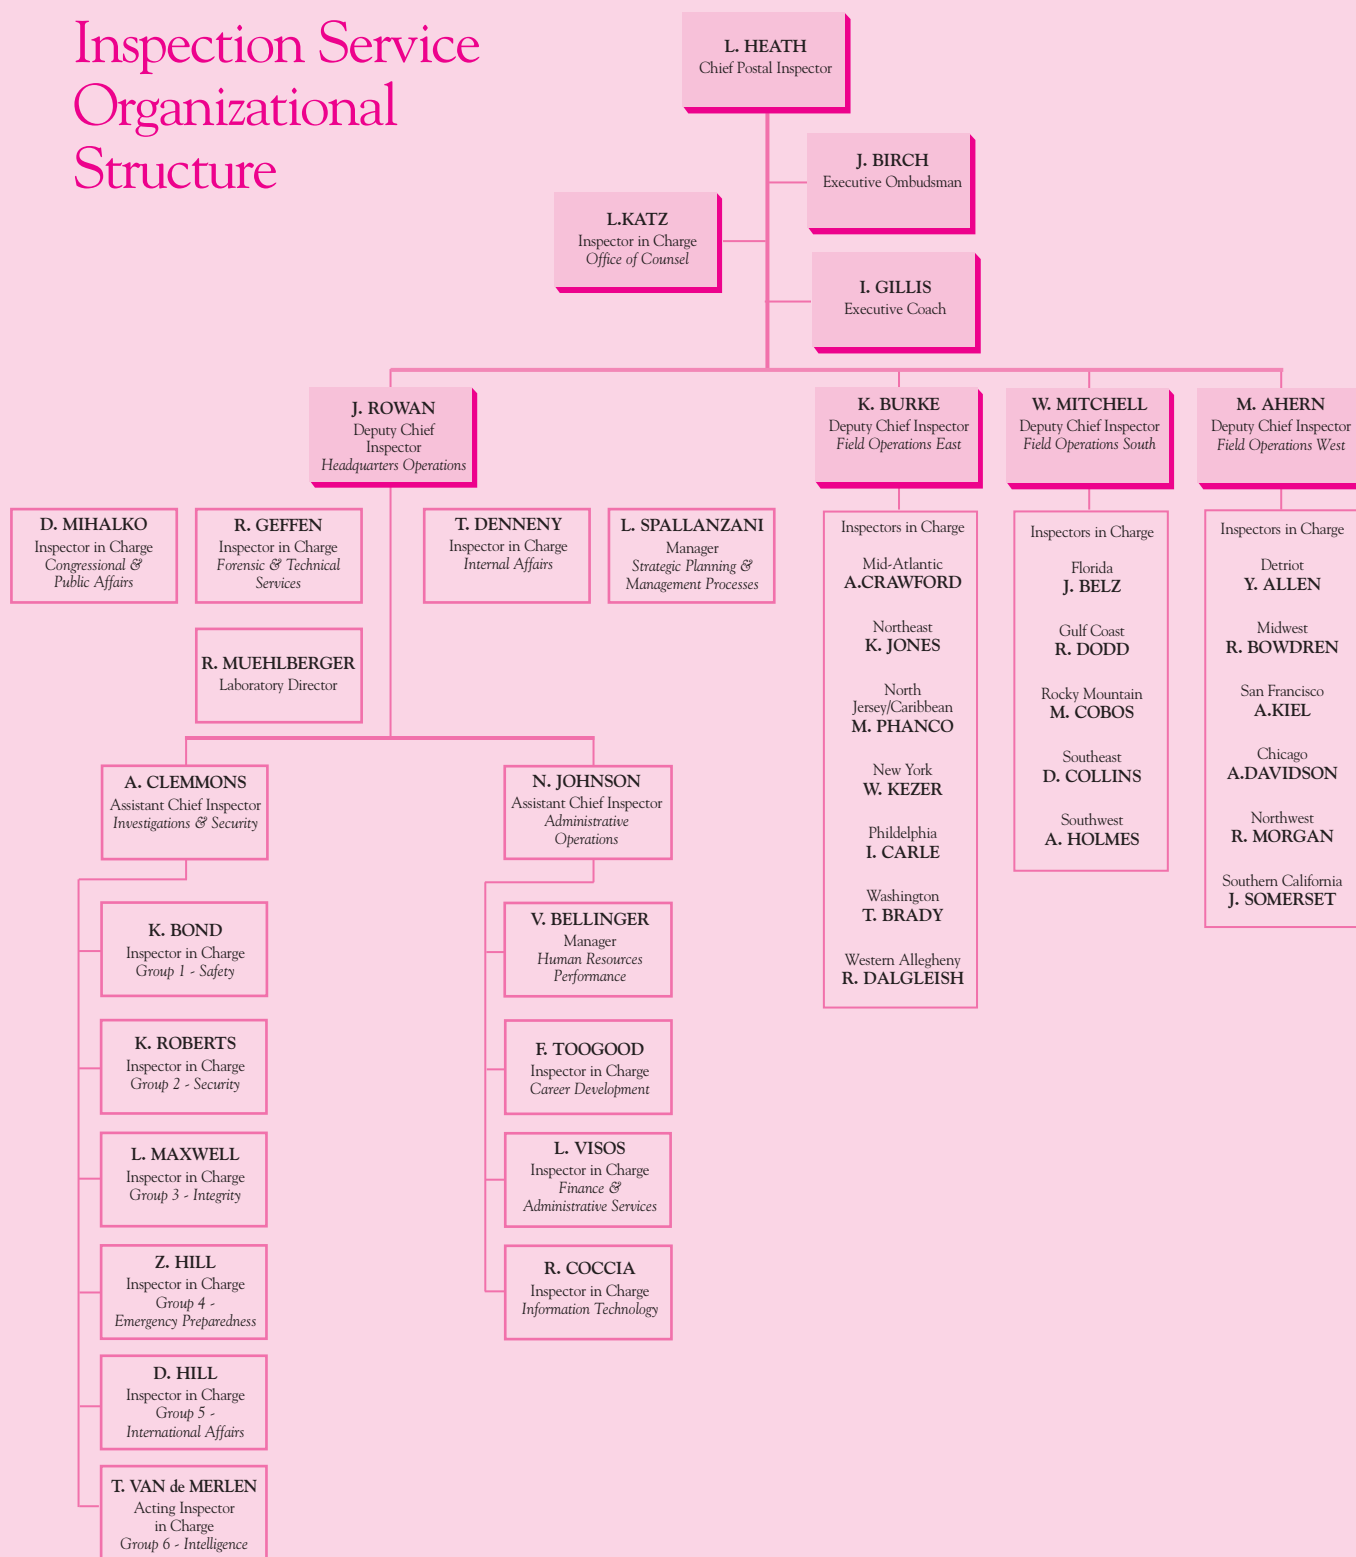 Inspection Service
Organizational
Structure
L. HEATH
Chief Postal Inspector
J. BIRCH
Executive Ombudsman
L.KATZ
Inspector in Charge
Office of Counsel
I. GILLIS
Executive Coach
J. ROWAN
Deputy Chief
Inspector
Headquarters Operations
K. BURKE
Deputy Chief Inspector
Field Operations East
W. MITCHELL
Deputy Chief Inspector
Field Operations South
M. AHERN
Deputy Chief Inspector
Field Operations West
D. MIHALKO
Inspector in Charge
Congressional &
Public Affairs
R. GEFFEN
Inspector in Charge
Forensic & Technical
Services
T. DENNENY
Inspector in Charge
Internal Affairs
L. SPALLANZANI
Manager
Strategic Planning &
Management Processes
R. MUEHLBERGER
Laboratory Director
Inspectors in Charge
Mid-Atlantic
A.CRAWFORD
Northeast
K. JONES
North
Jersey/Caribbean
M. PHANCO
New York
W. KEZER
Phildelphia
I. CARLE
Washington
T. BRADY
Western Allegheny
R. DALGLEISH
Inspectors in Charge
Florida
J. BELZ
Gulf Coast
R. DODD
Rocky Mountain
M. COBOS
Southeast
D. COLLINS
Southwest
A. HOLMES
Inspectors in Charge
Detriot
Y. ALLEN
Midwest
R. BOWDREN
San Francisco
A.KIEL
Chicago
A.DAVIDSON
Northwest
R. MORGAN
Southern California
J. SOMERSET
A. CLEMMONS
Assistant Chief Inspector
Investigations & Security
K. BOND
Inspector in Charge
Group 1 - Safety
K. ROBERTS
Inspector in Charge
Group 2 - Security
L. MAXWELL
Inspector in Charge
Group 3 - Integrity
Z. HILL
Inspector in Charge
Group 4 -
Emergency Preparedness
D. HILL
Inspector in Charge
Group 5 -
International Affairs
T. VAN de MERLEN
Acting Inspector
in Charge
Group 6 - Intelligence
N. JOHNSON
Assistant Chief Inspector
Administrative
Operations
V. BELLINGER
Manager
Human Resources
Performance
F. TOOGOOD
Inspector in Charge
Career Development
L. VISOS
Inspector in Charge
Finance &
Administrative Services
R. COCCIA
Inspector in Charge
Information Technology